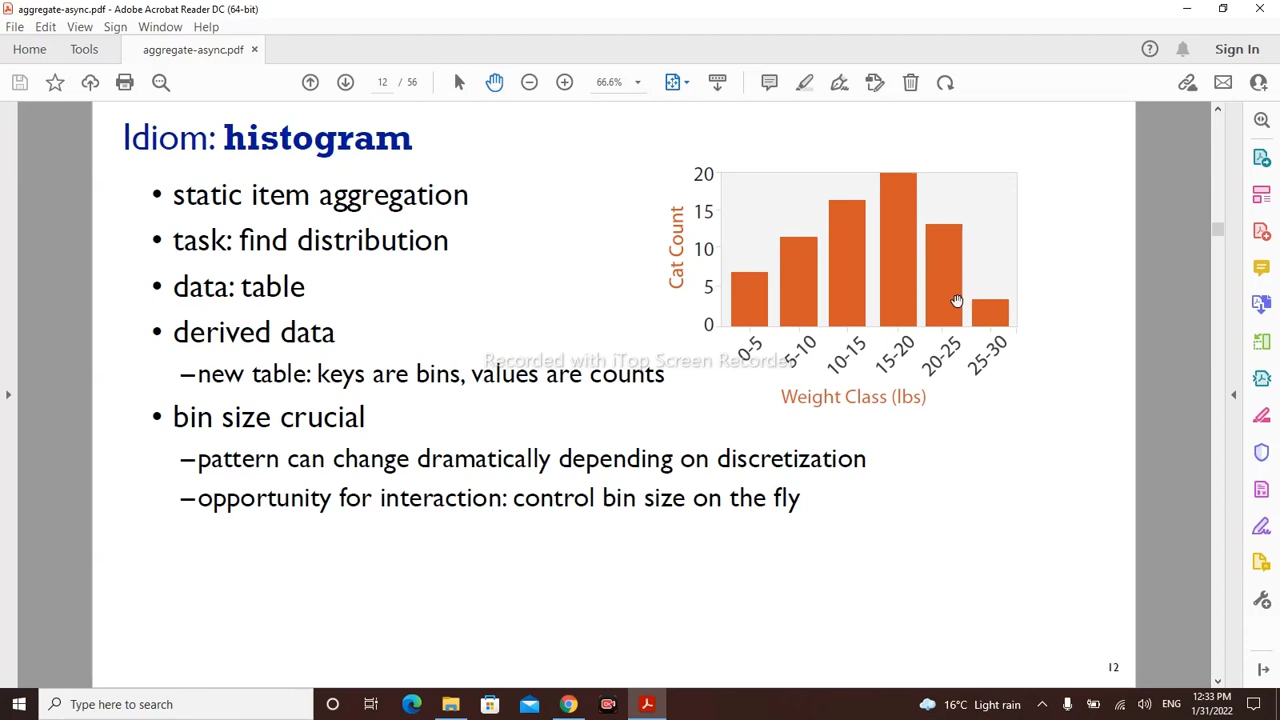 aggregate-async.pdf - Adobe Acrobat Reader DC (64-bit)
File Edit View Sign Window Help
Home Tools aggregate-async.pdf × Sign In
12 / 56 66.6%
Idiom: histogram
• static item aggregation
• task: find distribution
• data: table
• derived data
–new table: keys are bins, values are counts
• bin size crucial
–pattern can change dramatically depending on discretization
–opportunity for interaction: control bin size on the fly
Cat Count
20
15
10
5
0
0-5 5-10 10-15 15-20 20-25 25-30
Weight Class (lbs)
Recorded with iTop Screen Recorder
12
Type here to search
16°C Light rain ENG 12:33 PM
1/31/2022